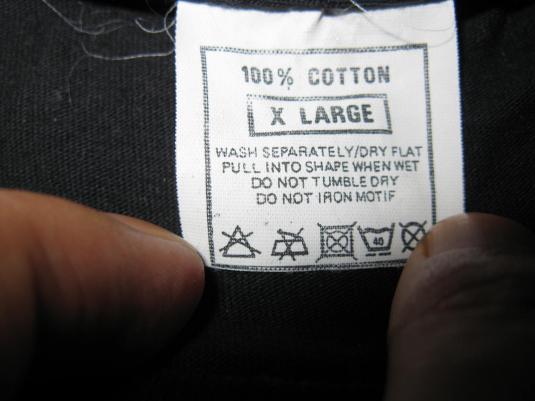 100% COTTON
X LARGE
WASH SEPARATELY/DRY FLAT
PULL INTO SHAPE WHEN WET
DO NOT TUMBLE DRY
DO NOT IRON MOTIF
40